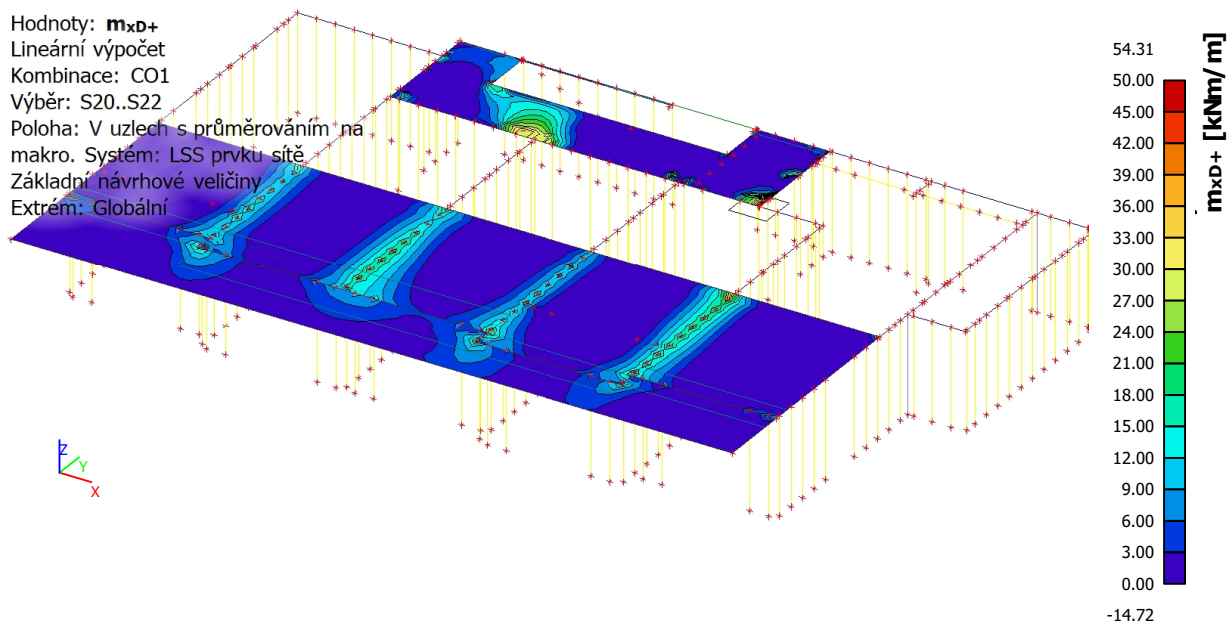 Hodnoty: mxD+
Lineární výpočet
Kombinace: CO1
Výběr: S20..S22
Poloha: V uzlech s průměrováním na
makro. Systém: LSS prvku sítě
Základní návrhové veličiny
Extrém: Globální
54.31
50.00
45.00
42.00
39.00
36.00
33.00
30.00
27.00
24.00
21.00
18.00
15.00
12.00
9.00
6.00
3.00
0.00
-14.72
mxD+ [kNm/m]
Z
Y
X